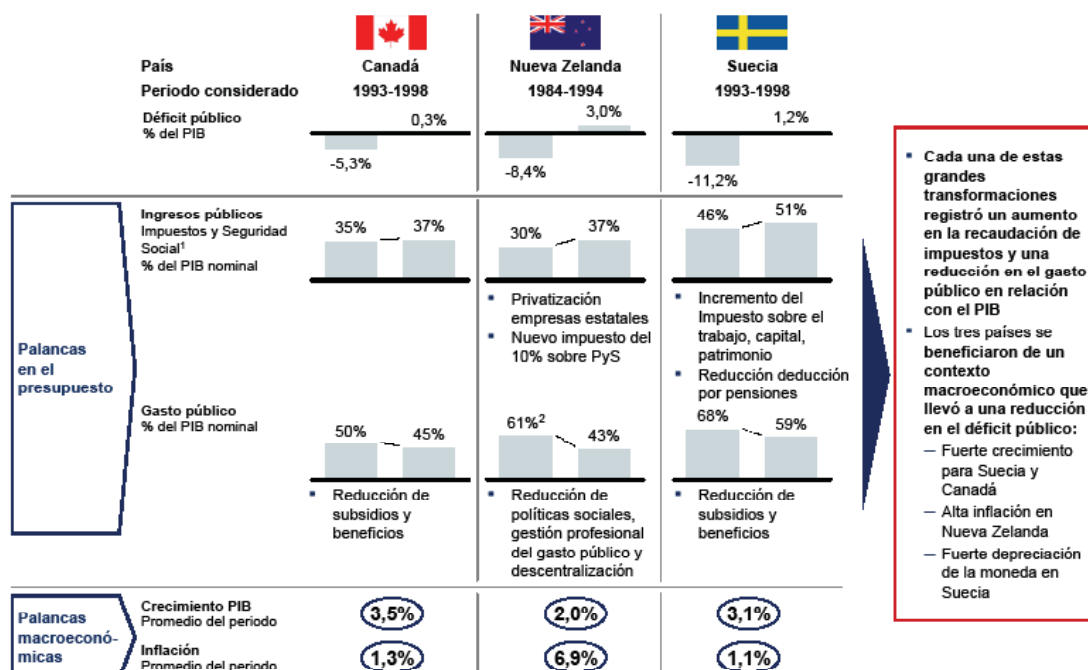 País
Canadá
Nueva Zelanda
Suecia
Periodo considerado
1993-1998
1984-1994
1993-1998
Déficit público
% del PIB
-5,3%
0,3%
-8,4%
3,0%
-11,2%
1,2%
Palancas
en el
presupuesto
Ingresos públicos
Impuestos y Seguridad
Social¹
% del PIB nominal
35%
37%
30%
37%
46%
51%
▪ Privatización
empresas estatales
▪ Nuevo impuesto del
10% sobre PyS
▪ Incremento del
Impuesto sobre el
trabajo, capital,
patrimonio
▪ Reducción deducción
por pensiones
Gasto público
% del PIB nominal
50%
45%
61%²
43%
68%
59%
▪ Reducción de
subsidios y
beneficios
▪ Reducción de
políticas sociales,
gestión profesional
del gasto público y
descentralización
▪ Reducción de
subsidios y
beneficios
Palancas
macroeconó-
micas
Crecimiento PIB
Promedio del periodo
3,5%
2,0%
3,1%
Inflación
Promedio del periodo
1,3%
6,9%
1,1%
▪ Cada una de estas
grandes
transformaciones
registró un aumento
en la recaudación de
impuestos y una
reducción en el gasto
público en relación
con el PIB
▪ Los tres países se
beneficiaron de un
contexto
macroeconómico que
llevó a una reducción
en el déficit público:
— Fuerte crecimiento
para Suecia y
Canadá
— Alta inflación en
Nueva Zelanda
— Fuerte depreciación
de la moneda en
Suecia